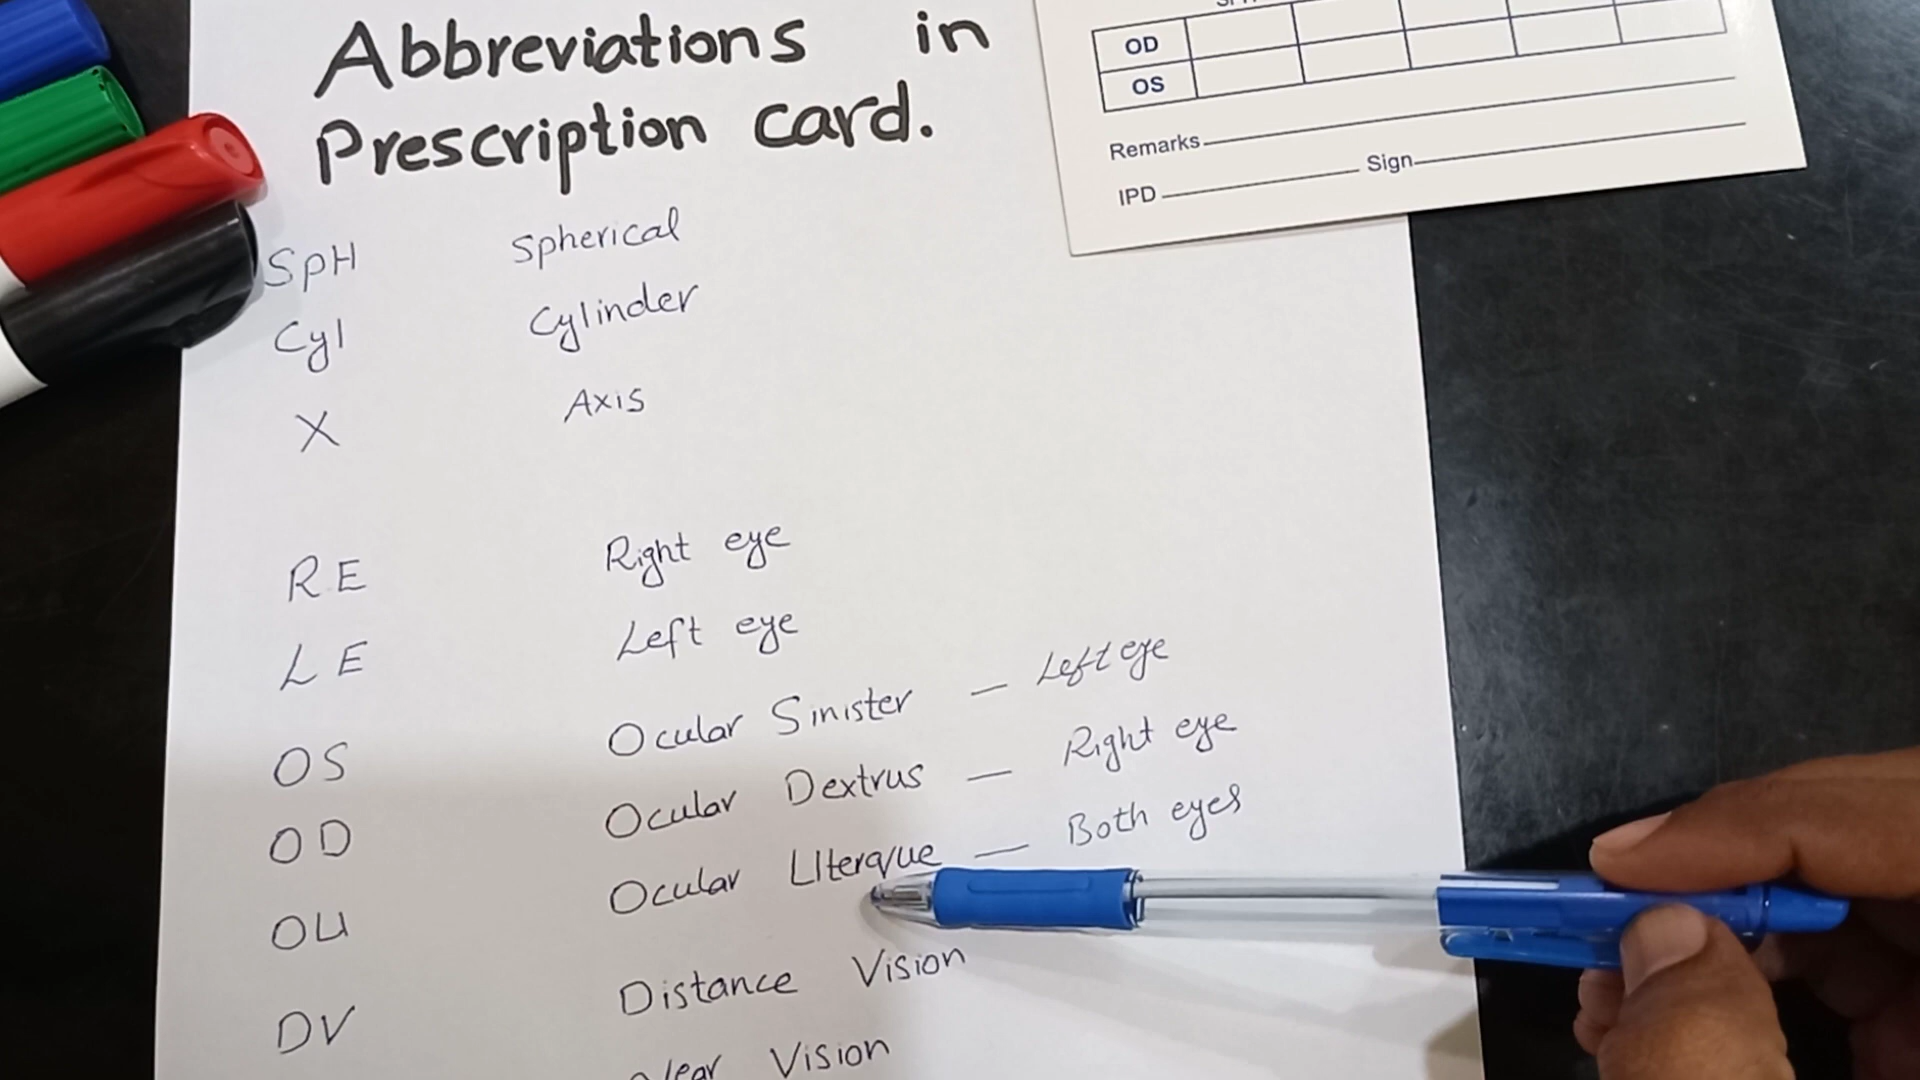 Abbreviations in
Prescription card.
OD
OS
Remarks
IPD Sign
SpH Spherical
Cyl Cylinder
X Axis
RE Right eye
LE Left eye
OS Ocular Sinister — Left eye
OD Ocular Dextrus — Right eye
OU Ocular Uterque — Both eyes
DV Distance Vision
Near Vision